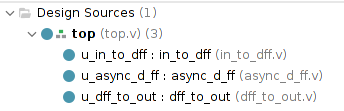 Design Sources (1)
top (top.v) (3)
u_in_to_dff : in_to_dff (in_to_dff.v)
u_async_d_ff : async_d_ff (async_d_ff.v)
u_dff_to_out : dff_to_out (dff_to_out.v)